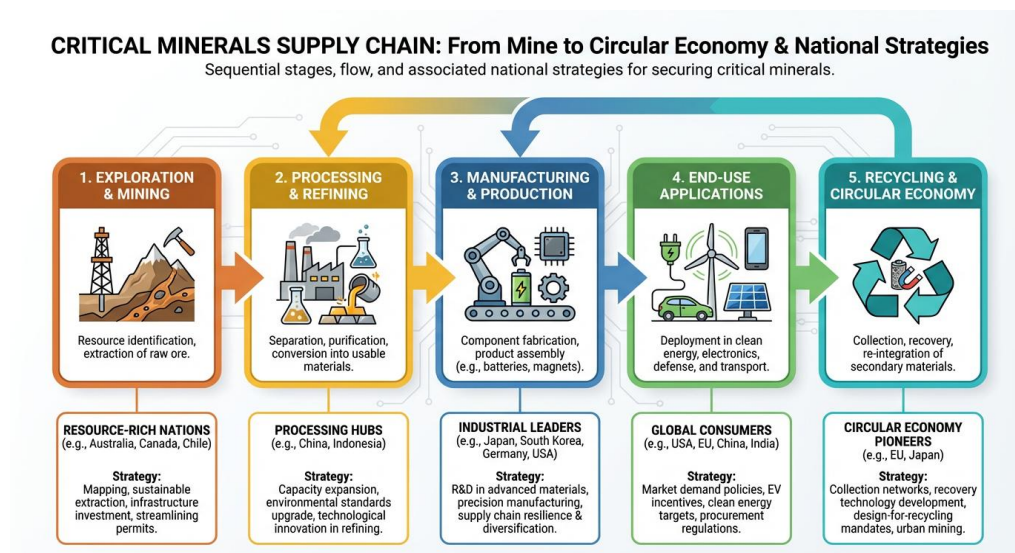 CRITICAL MINERALS SUPPLY CHAIN: From Mine to Circular Economy & National Strategies
Sequential stages, flow, and associated national strategies for securing critical minerals.
1. EXPLORATION
& MINING
Resource identification,
extraction of raw ore.
2. PROCESSING
& REFINING
Separation, purification,
conversion into usable
materials.
3. MANUFACTURING
& PRODUCTION
Component fabrication,
product assembly
(e.g., batteries, magnets).
4. END-USE
APPLICATIONS
Deployment in clean
energy, electronics,
defense, and transport.
5. RECYCLING &
CIRCULAR ECONOMY
Collection, recovery,
re-integration of
secondary materials.
RESOURCE-RICH NATIONS
(e.g., Australia, Canada, Chile)
Strategy:
Mapping, sustainable
extraction, infrastructure
investment, streamlining
permits.
PROCESSING HUBS
(e.g., China, Indonesia)
Strategy:
Capacity expansion,
environmental standards
upgrade, technological
innovation in refining.
INDUSTRIAL LEADERS
(e.g., Japan, South Korea,
Germany, USA)
Strategy:
R&D in advanced materials,
precision manufacturing,
supply chain resilience &
diversification.
GLOBAL CONSUMERS
(e.g., USA, EU, China, India)
Strategy:
Market demand policies, EV
incentives, clean energy
targets, procurement
regulations.
CIRCULAR ECONOMY
PIONEERS
(e.g., EU, Japan)
Strategy:
Collection networks, recovery
technology development,
design-for-recycling
mandates, urban mining.